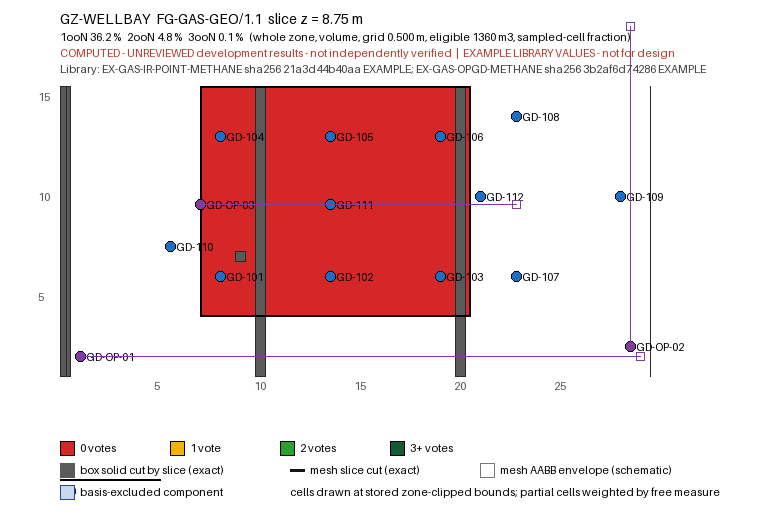 GZ-WELLBAY FG-GAS-GEO/1.1 slice z = 8.75 m
1ooN 36.2% 2ooN 4.8% 3ooN 0.1% (whole zone, volume, grid 0.500 m, eligible 1360 m3, sampled-cell fraction)
COMPUTED - UNREVIEWED development results - not independently verified | EXAMPLE LIBRARY VALUES - not for design
Library: EX-GAS-IR-POINT-METHANE sha256 21a3d44b40aa EXAMPLE; EX-GAS-OPGD-METHANE sha256 3b2af6d74286 EXAMPLE
15
GD-108
GD-104
GD-105
GD-106
10
GD-112
GD-109
GD-OP-03
GD-111
GD-110
GD-101
GD-102
GD-103
GD-107
5
GD-OP-02
GD-OP-01
5
10
15
20
25
0 votes
1 vote
2 votes
3+ votes
box solid cut by slice (exact)
mesh slice cut (exact)
mesh AABB envelope (schematic)
basis-excluded component
cells drawn at stored zone-clipped bounds; partial cells weighted by free measure